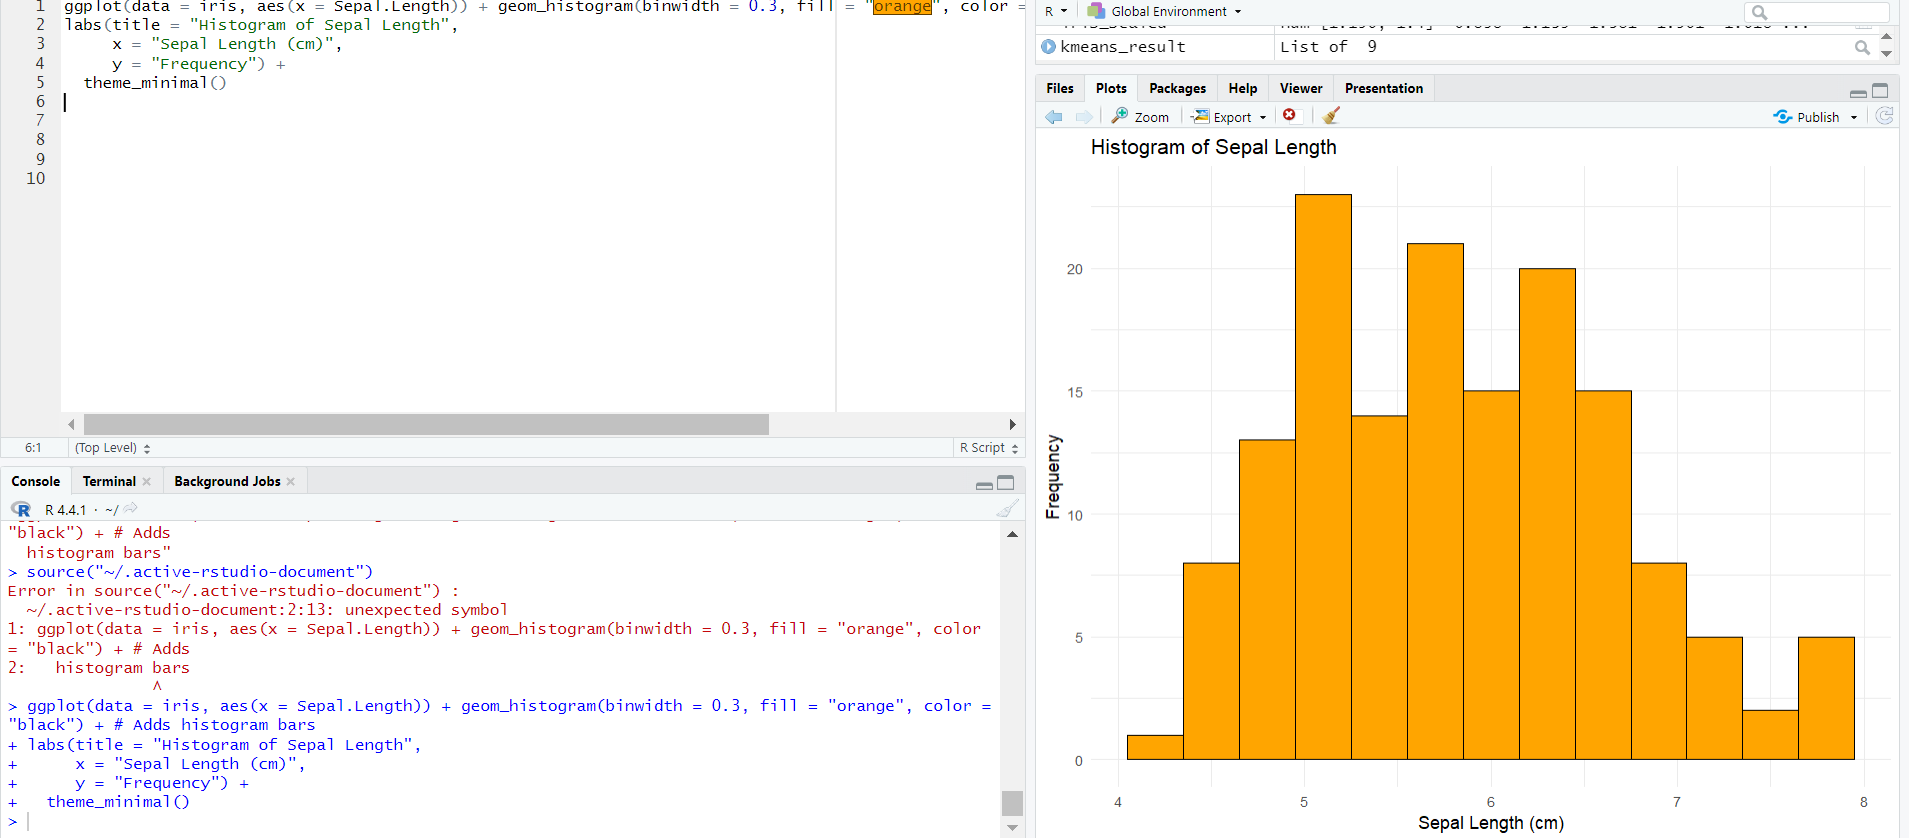 1 ggplot(data = iris, aes(x = Sepal.Length)) + geom_histogram(binwidth = 0.3, fill = "orange", color =
2 labs(title = "Histogram of Sepal Length",
3 x = "Sepal Length (cm)",
4 y = "Frequency") +
5 theme_minimal()
6
7
8
9
10
6:1 (Top Level) R Script
Console Terminal Background Jobs
R R 4.4.1 · ~/
"black") + # Adds
histogram bars"
> source("~/.active-rstudio-document")
Error in source("~/.active-rstudio-document") :
~/.active-rstudio-document:2:13: unexpected symbol
1: ggplot(data = iris, aes(x = Sepal.Length)) + geom_histogram(binwidth = 0.3, fill = "orange", color
= "black") + # Adds
2: histogram bars
^
> ggplot(data = iris, aes(x = Sepal.Length)) + geom_histogram(binwidth = 0.3, fill = "orange", color =
"black") + # Adds histogram bars
+ labs(title = "Histogram of Sepal Length",
+ x = "Sepal Length (cm)",
+ y = "Frequency") +
+ theme_minimal()
>
R Global Environment
kmeans_result List of 9
Files Plots Packages Help Viewer Presentation
Zoom Export Publish
Histogram of Sepal Length
Frequency
20
15
10
5
0
4 5 6 7 8
Sepal Length (cm)